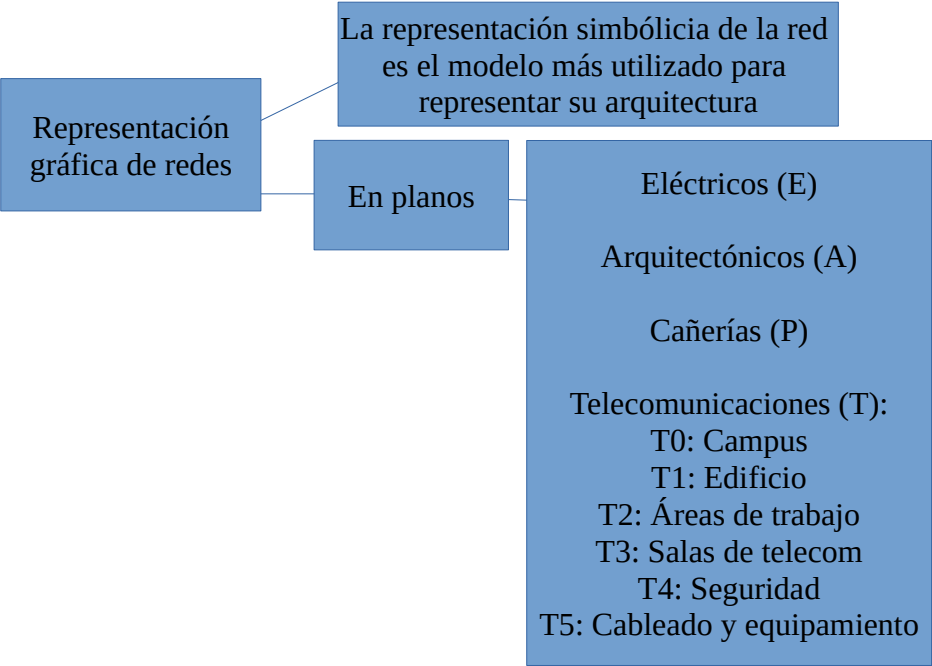 La representación simbólicia de la red
es el modelo más utilizado para
representar su arquitectura
Representación
gráfica de redes
En planos
Eléctricos (E)
Arquitectónicos (A)
Cañerías (P)
Telecomunicaciones (T):
T0: Campus
T1: Edificio
T2: Áreas de trabajo
T3: Salas de telecom
T4: Seguridad
T5: Cableado y equipamiento